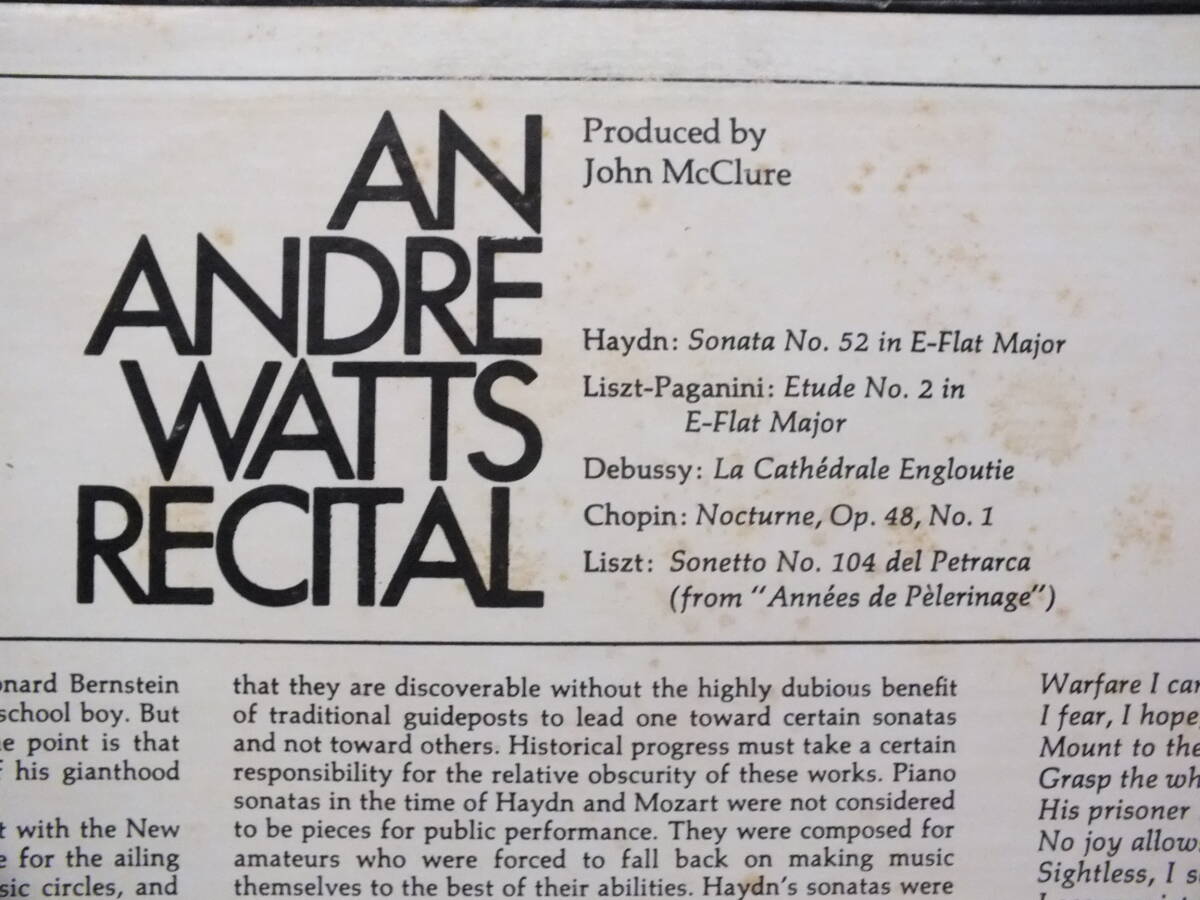 AN
ANDRE
WATTS
RECITAL
Produced by
John McClure
Haydn: Sonata No. 52 in E-Flat Major
Liszt-Paganini: Etude No. 2 in
E-Flat Major
Debussy: La Cathédrale Engloutie
Chopin: Nocturne, Op. 48, No. 1
Liszt: Sonetto No. 104 del Petrarca
(from "Années de Pèlerinage")
Bernstein
school boy. But
point is that
his gianthood
with the New
for the ailing
circles, and
that they are discoverable without the highly dubious benefit
of traditional guideposts to lead one toward certain sonatas
and not toward others. Historical progress must take a certain
responsibility for the relative obscurity of these works. Piano
sonatas in the time of Haydn and Mozart were not considered
to be pieces for public performance. They were composed for
amateurs who were forced to fall back on making music
themselves to the best of their abilities. Haydn's sonatas were
Warfare I
I fear, I hope,
Mount to the
Grasp the
His prisoner
No joy
Sightless, I